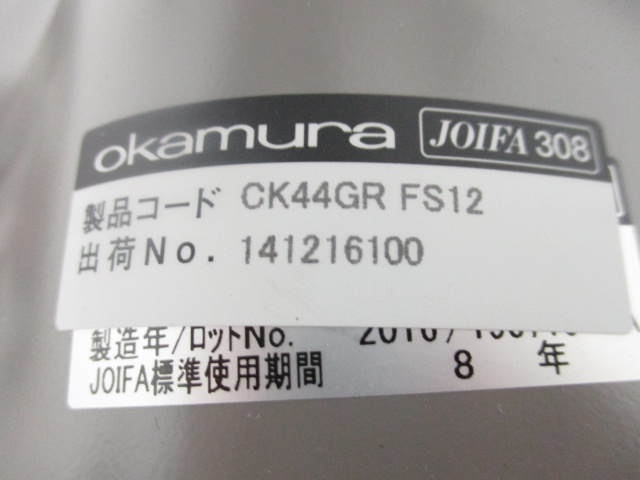 okamura JOIFA 308
製品コード CK44GR FS12
出荷No. 141216100
製造年/ロットNo.
JOIFA標準使用期間 8 年